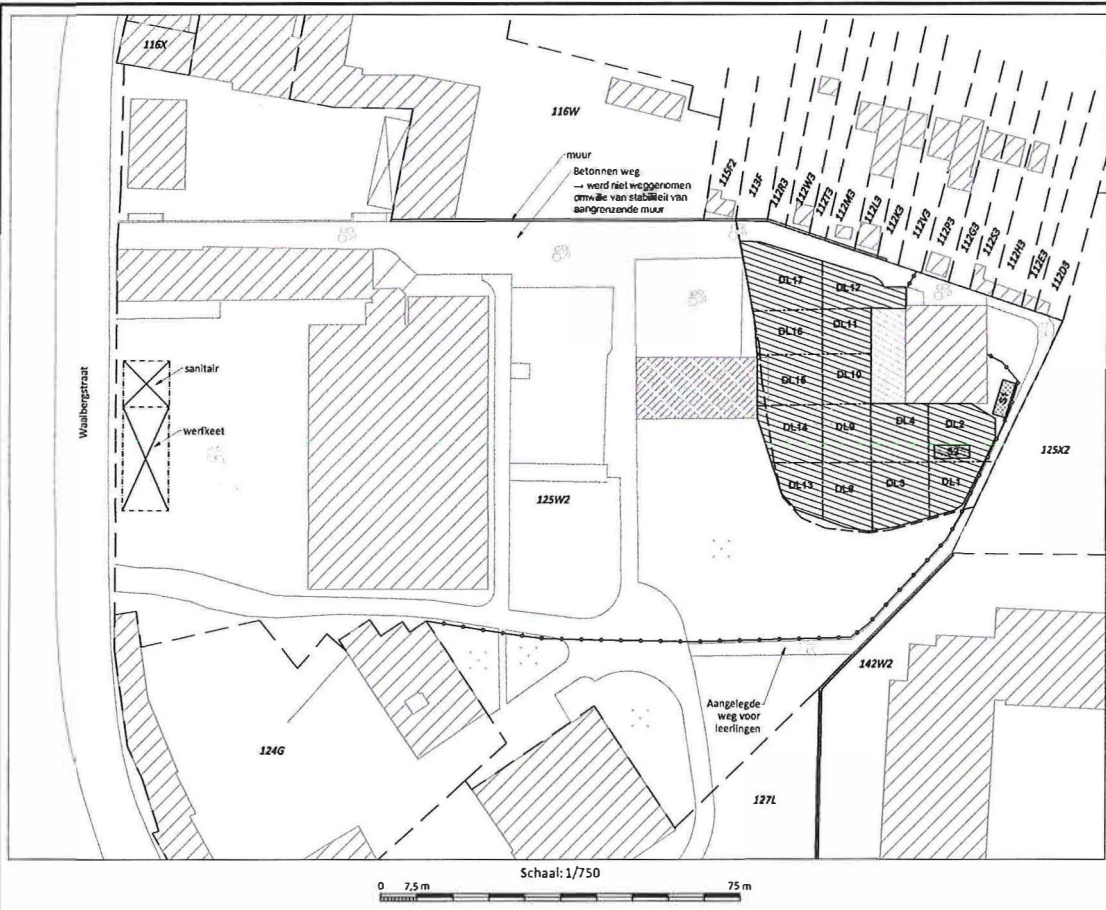 116X
116W
muur
Betonnen weg
→ werd niet weggenomen
omwille van stabiliteit van
aangrenzende muur
115F2
113F
112R3
112W3
112T3
112M3
112L3
112K3
112V3
112P3
112G3
112S3
112H3
112E3
112D3
DL17
DL12
DL16
DL11
DL15
DL10
DL14
DL9
DL4
DL2
S1
S2
DL13
DL8
DL3
DL1
125X2
Waalbergstraat
sanitair
werfkeet
125W2
142W2
Aangelegde
weg voor
leerlingen
124G
127L
Schaal: 1/750
0 7,5 m 75 m